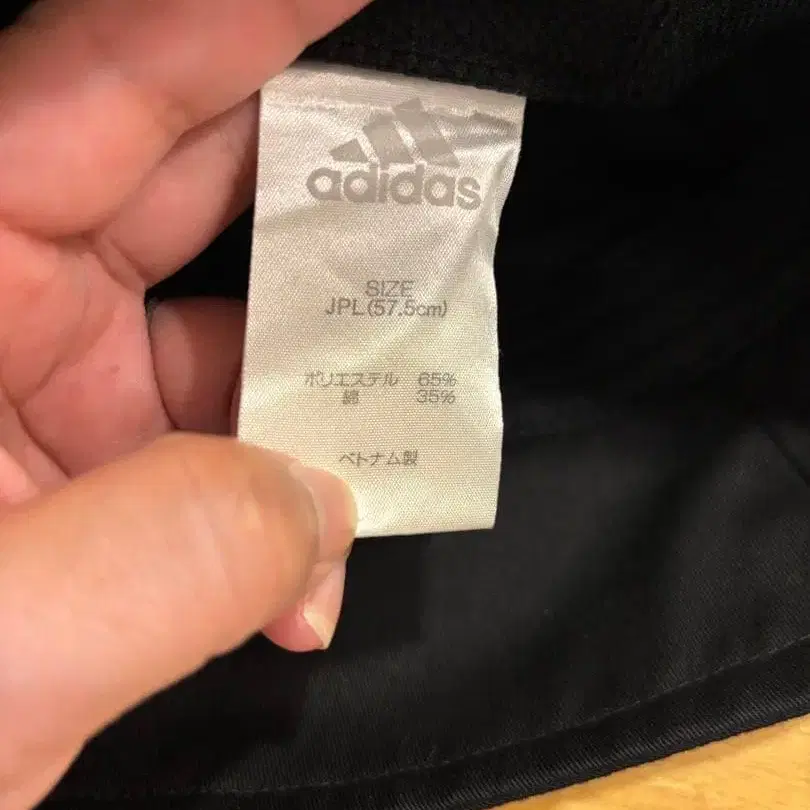 adidas
SIZE
JPL(57.5cm)
ポリエステル 65%
綿 35%
ベトナム製